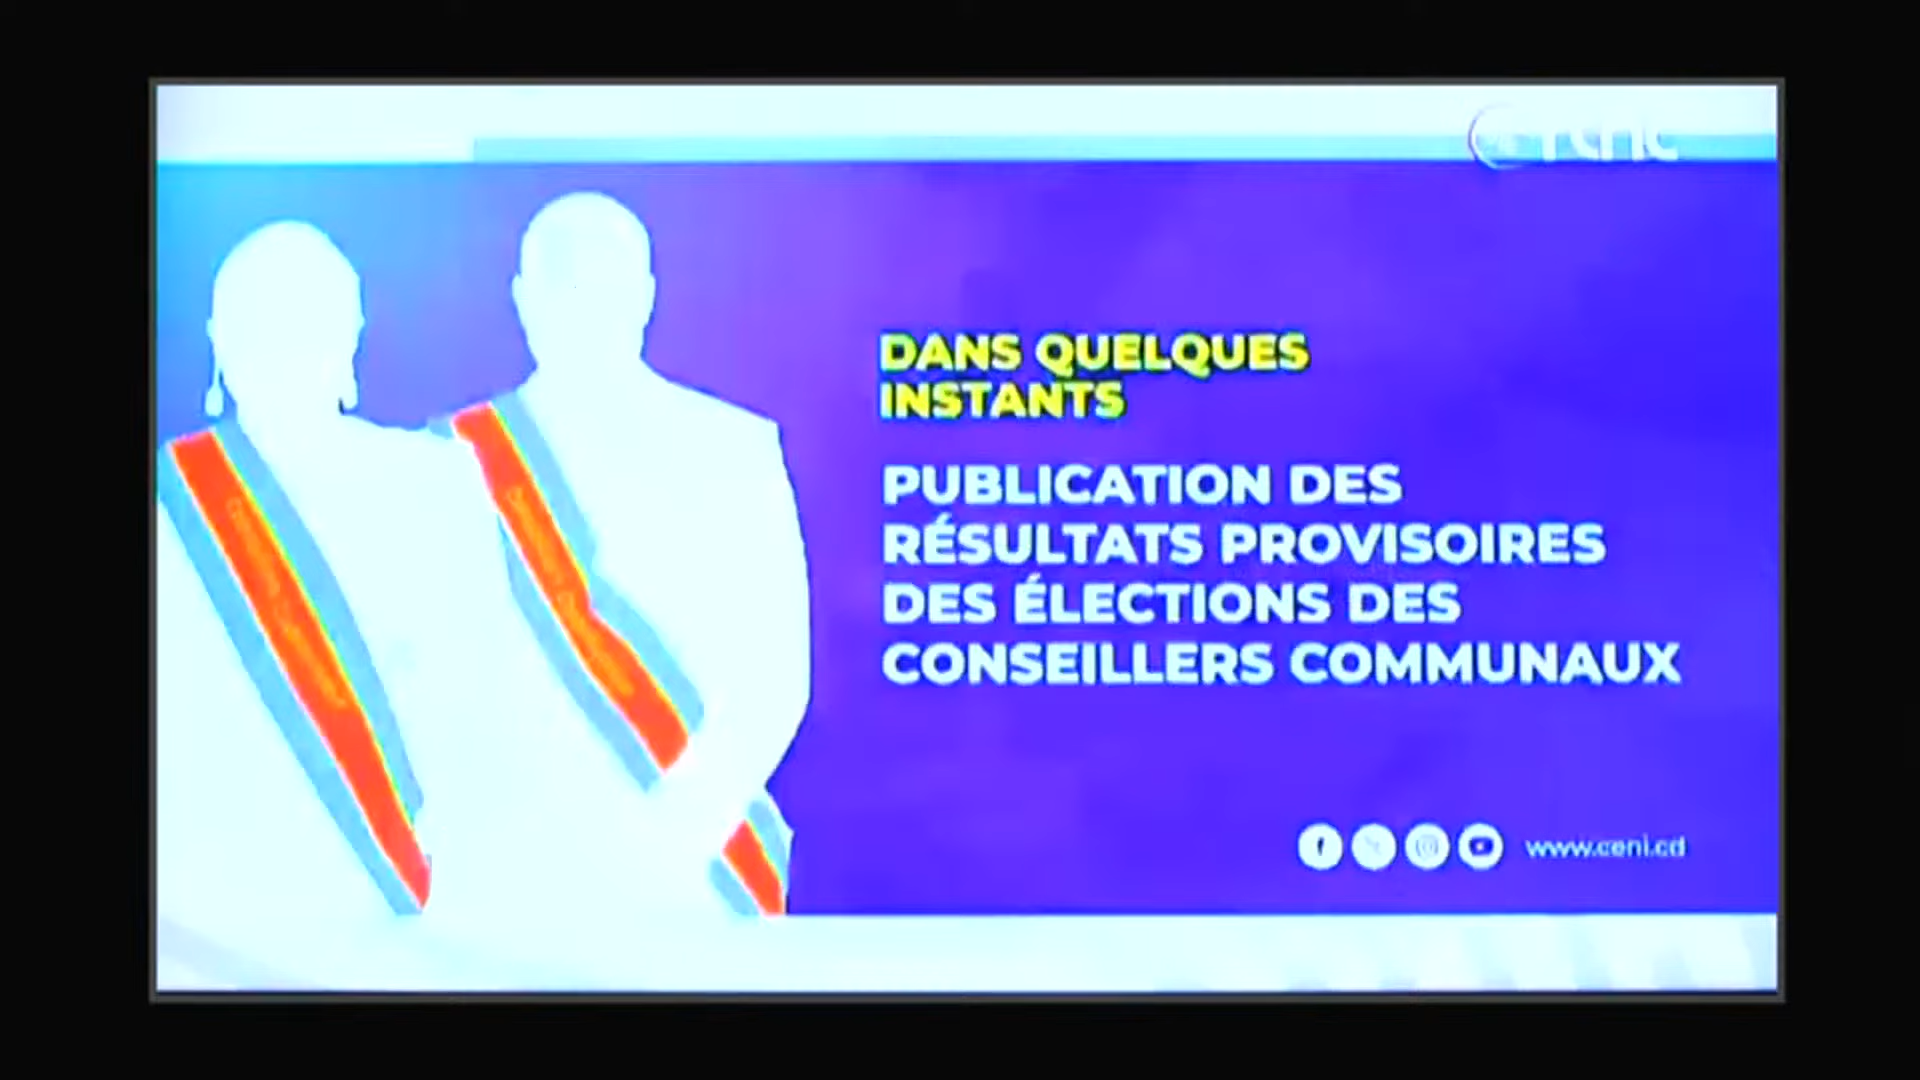 DANS QUELQUES
INSTANTS
PUBLICATION DES
RÉSULTATS PROVISOIRES
DES ÉLECTIONS DES
CONSEILLERS COMMUNAUX
www.ceni.cd